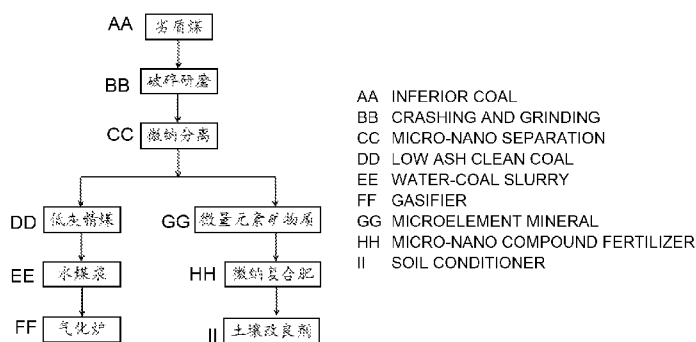 AA 劣质煤
BB 破碎研磨
CC 微纳分离
DD 低灰精煤
GG 微量元素矿物质
EE 水煤浆
HH 微纳复合肥
FF 气化炉
II 土壤改良剂
AA INFERIOR COAL
BB CRASHING AND GRINDING
CC MICRO-NANO SEPARATION
DD LOW ASH CLEAN COAL
EE WATER-COAL SLURRY
FF GASIFIER
GG MICROELEMENT MINERAL
HH MICRO-NANO COMPOUND FERTILIZER
II SOIL CONDITIONER